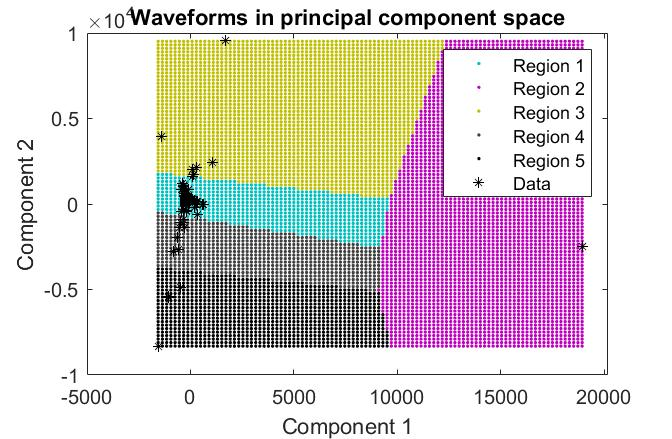 ×10⁴
Waveforms in principal component space
1
0.5
0
-0.5
-1
Component 2
-5000
0
5000
10000
15000
20000
Component 1
Region 1
Region 2
Region 3
Region 4
Region 5
Data